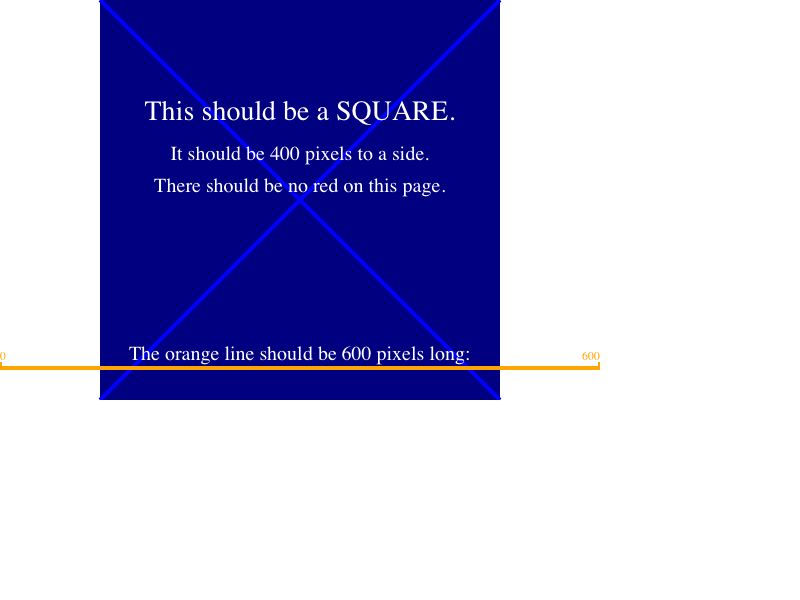 This should be a SQUARE.
It should be 400 pixels to a side.
There should be no red on this page.
The orange line should be 600 pixels long:
0 600